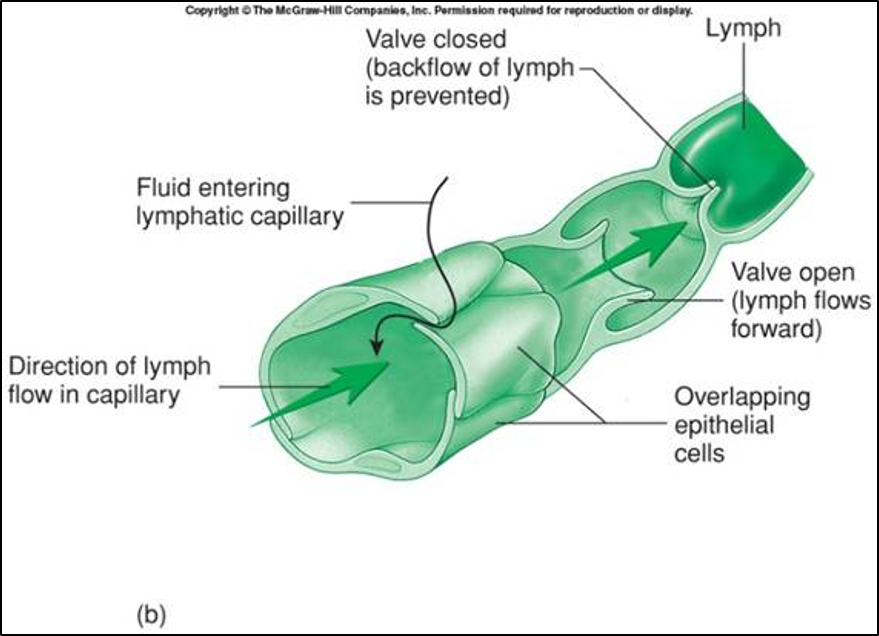 Copyright © The McGraw-Hill Companies, Inc. Permission required for reproduction or display.
Valve closed
(backflow of lymph
is prevented)
Lymph
Fluid entering
lymphatic capillary
Valve open
(lymph flows
forward)
Direction of lymph
flow in capillary
Overlapping
epithelial
cells
(b)